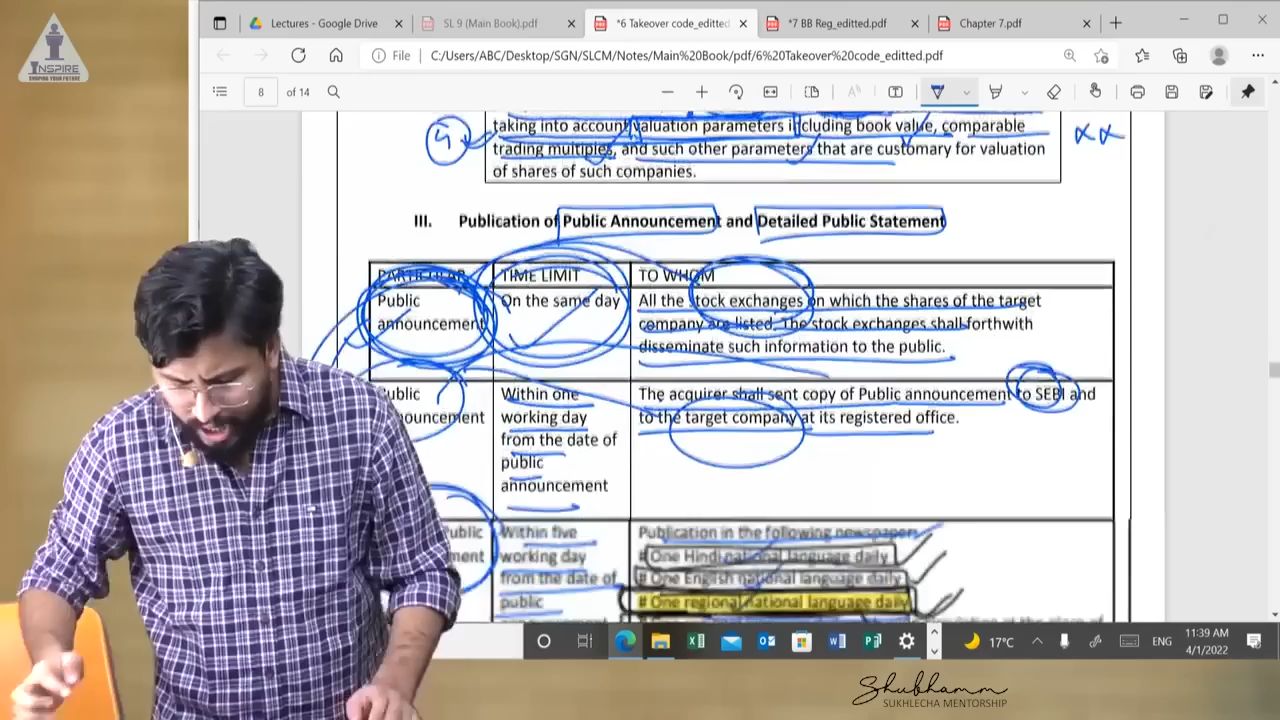 INSPIRE
SHAPING YOUR FUTURE
Lectures - Google Drive
SL 9 (Main Book).pdf
*6 Takeover code_editted
*7 BB Reg_editted.pdf
Chapter 7.pdf
File
C:/Users/ABC/Desktop/SGN/SLCM/Notes/Main%20Book/pdf/6%20Takeover%20code_editted.pdf
8 of 14
taking into account valuation parameters including book value, comparable
trading multiples, and such other parameters that are customary for valuation
of shares of such companies.
III. Publication of Public Announcement and Detailed Public Statement
PARTICULAR TIME LIMIT TO WHOM
Public On the same day All the stock exchanges on which the shares of the target
announcement company are listed. The stock exchanges shall forthwith
disseminate such information to the public.
Public Within one The acquirer shall sent copy of Public announcement to SEBI and
ouncement working day to the target company at its registered office.
from the date of
public
announcement
Public Within five Publication in the following newspaper
ment working day # One Hindi national language daily
from the date of # One English national language daily
public # One regional national language daily
17°C
ENG
11:39 AM
4/1/2022
Shubhamm
SUKHLECHA MENTORSHIP